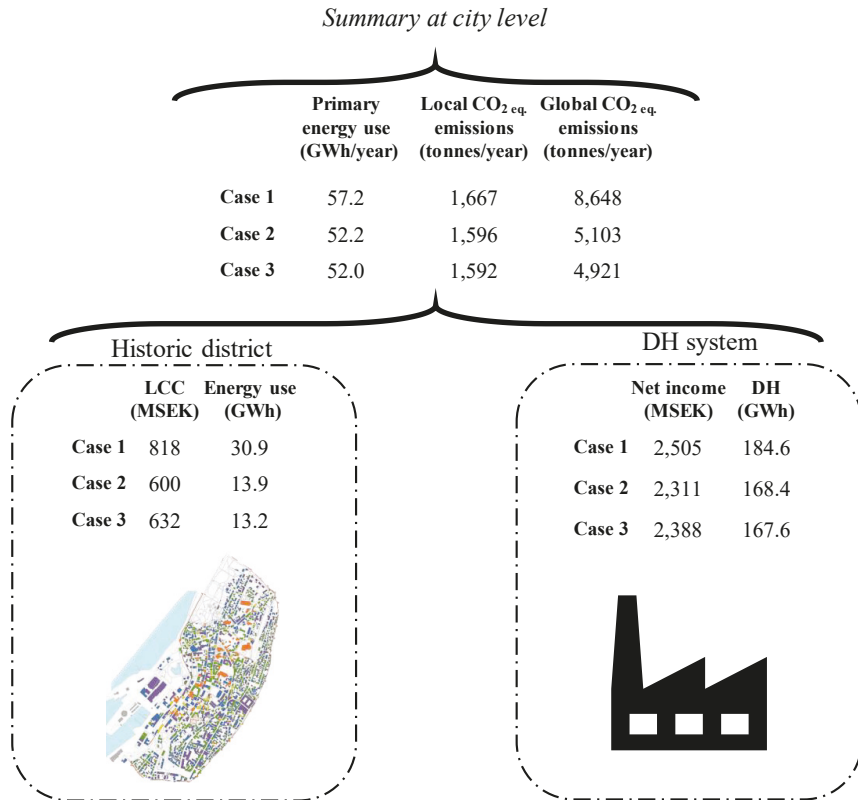 Summary at city level
Primary energy use (GWh/year) Local CO2 eq. emissions (tonnes/year) Global CO2 eq. emissions (tonnes/year)
Case 1 57.2 1,667 8,648
Case 2 52.2 1,596 5,103
Case 3 52.0 1,592 4,921
Historic district
LCC (MSEK) Energy use (GWh)
Case 1 818 30.9
Case 2 600 13.9
Case 3 632 13.2
DH system
Net income (MSEK) DH (GWh)
Case 1 2,505 184.6
Case 2 2,311 168.4
Case 3 2,388 167.6